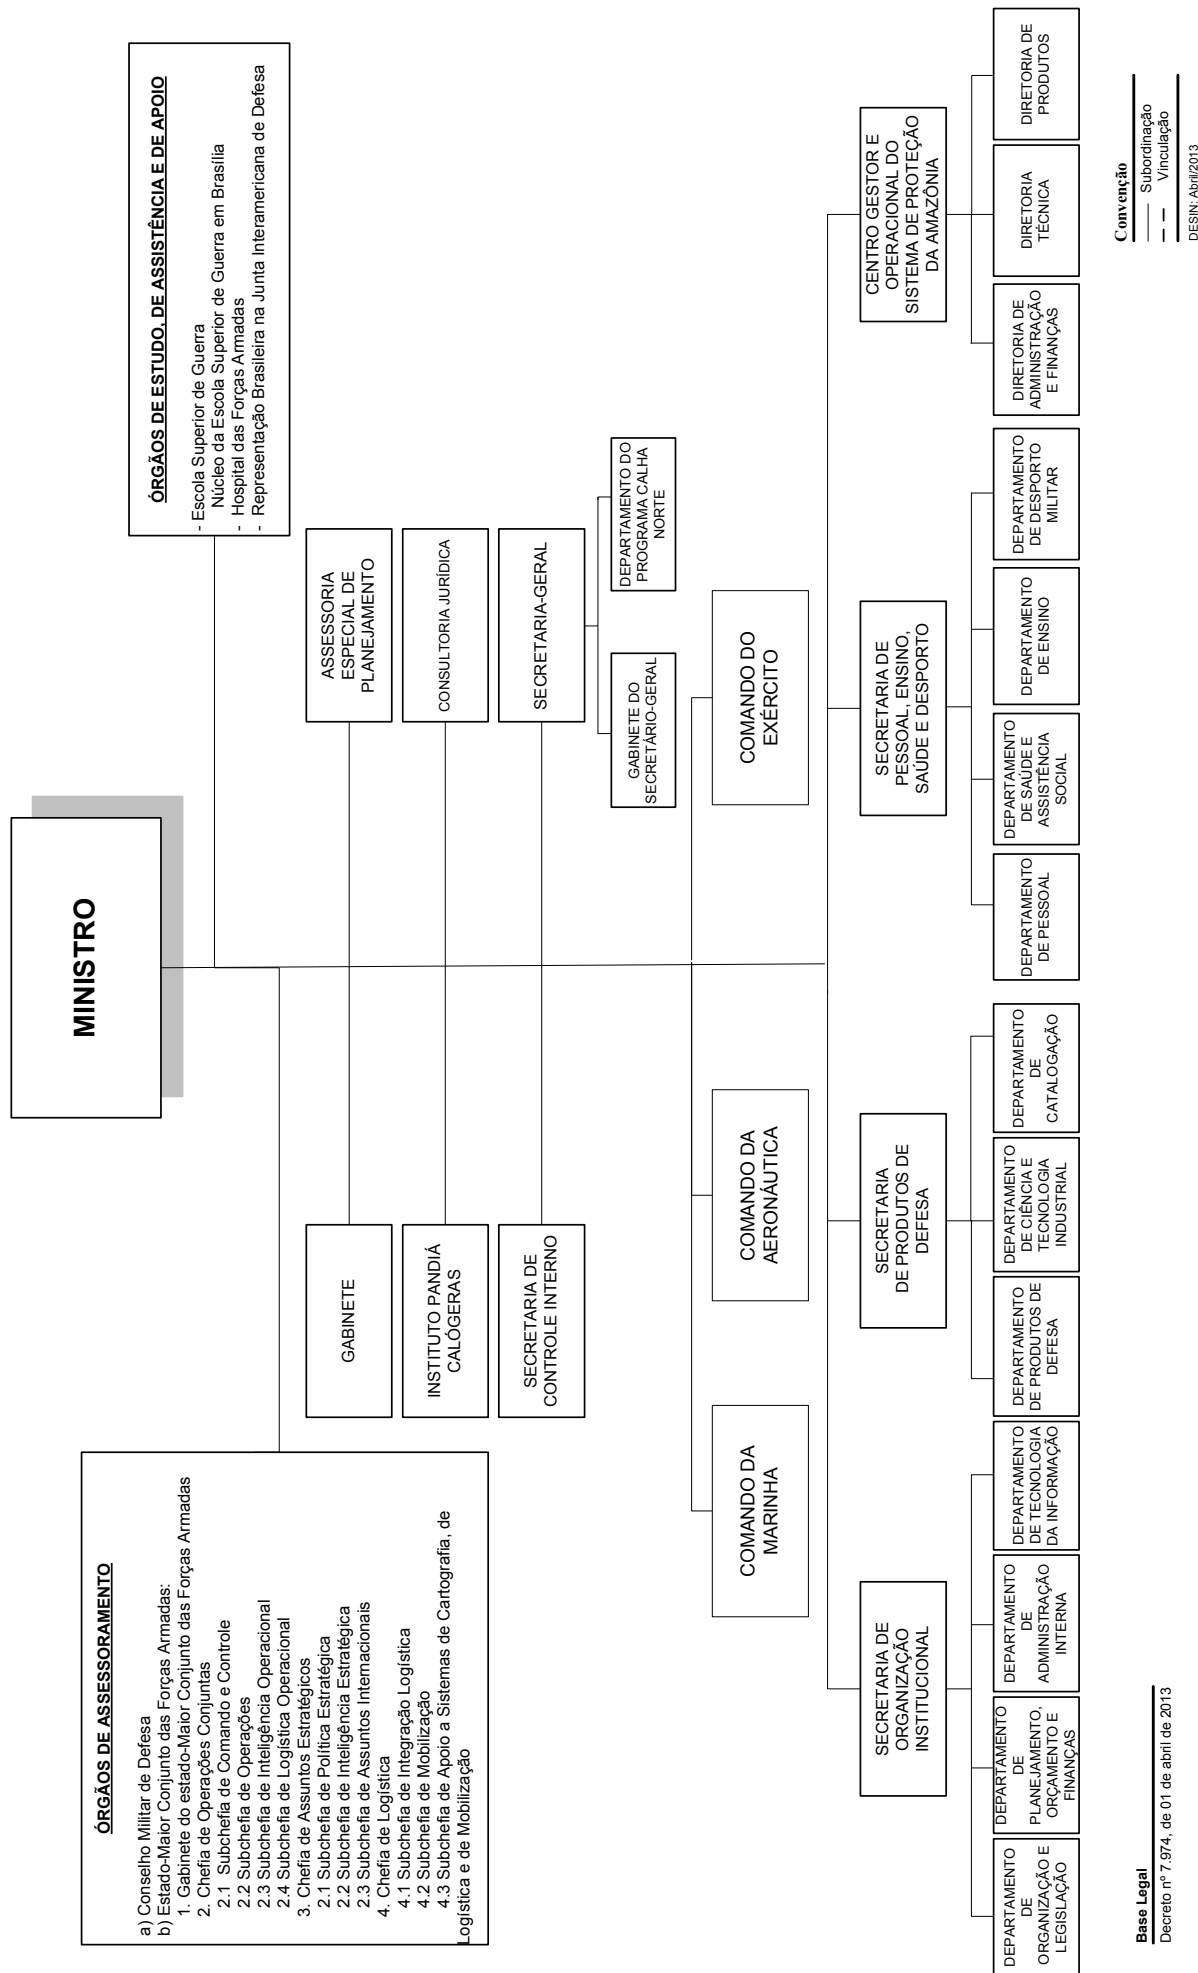 MINISTRO
ÓRGÃOS DE ASSESSORAMENTO
a) Conselho Militar de Defesa
b) Estado-Maior Conjunto das Forças Armadas:
1. Gabinete do estado-Maior Conjunto das Forças Armadas
2. Chefia de Operações Conjuntas
2.1 Subchefia de Comando e Controle
2.2 Subchefia de Operações
2.3 Subchefia de Inteligência Operacional
2.4 Subchefia de Logística Operacional
3. Chefia de Assuntos Estratégicos
2.1 Subchefia de Política Estratégica
2.2 Subchefia de Inteligência Estratégica
2.3 Subchefia de Assuntos Internacionais
4. Chefia de Logística
4.1 Subchefia de Integração Logística
4.2 Subchefia de Mobilização
4.3 Subchefia de Apoio a Sistemas de Cartografia, de
Logística e de Mobilização
ÓRGÃOS DE ESTUDO, DE ASSISTÊNCIA E DE APOIO
- Escola Superior de Guerra
Núcleo da Escola Superior de Guerra em Brasília
- Hospital das Forças Armadas
- Representação Brasileira na Junta Interamericana de Defesa
GABINETE
ASSESSORIA
ESPECIAL DE
PLANEJAMENTO
INSTITUTO PANDIÁ
CALÓGERAS
CONSULTORIA JURÍDICA
SECRETARIA DE
CONTROLE INTERNO
SECRETARIA-GERAL
GABINETE DO
SECRETÁRIO-GERAL
DEPARTAMENTO DO
PROGRAMA CALHA
NORTE
COMANDO DA
MARINHA
COMANDO DA
AERONÁUTICA
COMANDO DO
EXÉRCITO
SECRETARIA DE
ORGANIZAÇÃO
INSTITUCIONAL
SECRETARIA
DE PRODUTOS DE
DEFESA
SECRETARIA DE
PESSOAL, ENSINO,
SAÚDE E DESPORTO
CENTRO GESTOR E
OPERACIONAL DO
SISTEMA DE PROTEÇÃO
DA AMAZÔNIA
DEPARTAMENTO
DE
ORGANIZAÇÃO E
LEGISLAÇÃO
DEPARTAMENTO
DE
PLANEJAMENTO,
ORÇAMENTO E
FINANÇAS
DEPARTAMENTO
DE
ADMINISTRAÇÃO
INTERNA
DEPARTAMENTO
DE TECNOLOGIA
DA INFORMAÇÃO
DEPARTAMENTO
DE PRODUTOS DE
DEFESA
DEPARTAMENTO
DE CIÊNCIA E
TECNOLOGIA
INDUSTRIAL
DEPARTAMENTO
DE
CATALOGAÇÃO
DEPARTAMENTO
DE PESSOAL
DEPARTAMENTO
DE SAÚDE E
ASSISTÊNCIA
SOCIAL
DEPARTAMENTO
DE ENSINO
DEPARTAMENTO
DE DESPORTO
MILITAR
DIRETORIA DE
ADMINISTRAÇÃO
E FINANÇAS
DIRETORIA
TÉCNICA
DIRETORIA DE
PRODUTOS
Base Legal
Decreto nº 7.974, de 01 de abril de 2013
Convenção
Subordinação
Vinculação
DESIN: Abril/2013